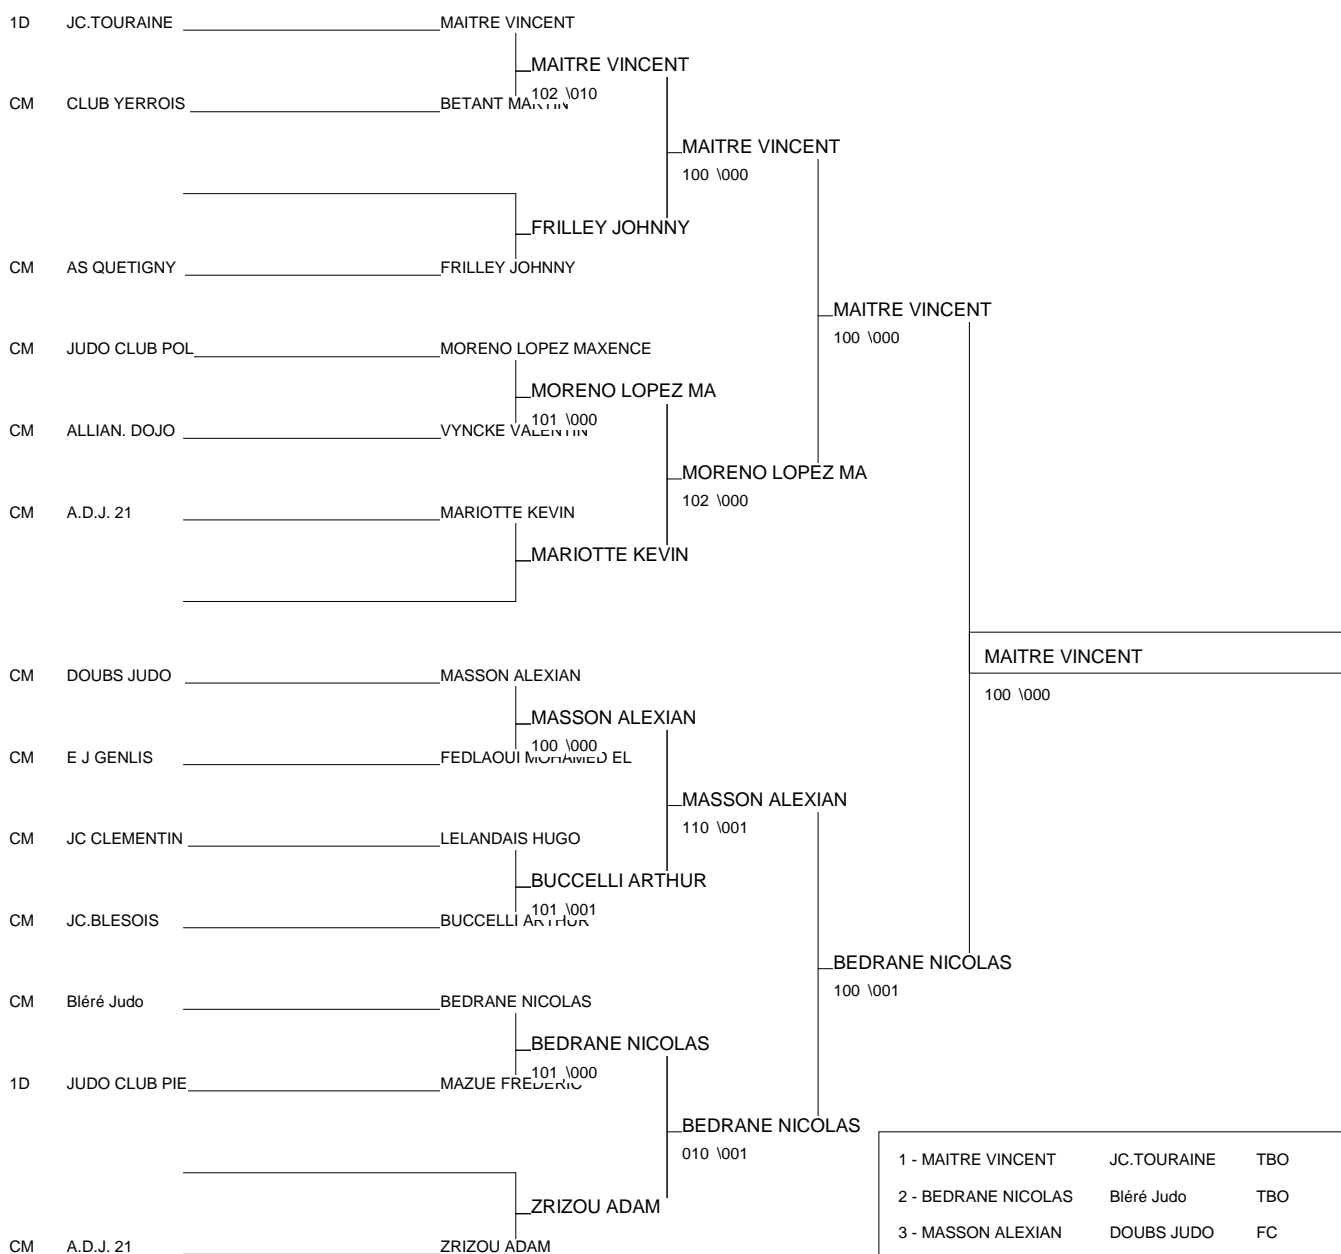 1D JC.TOURAINE MAITRE VINCENT
MAITRE VINCENT
102 \010
CM CLUB YERROIS BETANT MARTIN
MAITRE VINCENT
100 \000
FRILLEY JOHNNY
CM AS QUETIGNY FRILLEY JOHNNY
MAITRE VINCENT
100 \000
CM JUDO CLUB POL MORENO LOPEZ MAXENCE
MORENO LOPEZ MA
101 \000
CM ALLIAN. DOJO VYNCKE VALENTIN
MORENO LOPEZ MA
102 \000
CM A.D.J. 21 MARIOTTE KEVIN
MARIOTTE KEVIN
MAITRE VINCENT
100 \000
CM DOUBS JUDO MASSON ALEXIAN
MASSON ALEXIAN
100 \000
CM E J GENLIS FEDLAOUI MOHAMED EL
MASSON ALEXIAN
110 \001
CM JC CLEMENTIN LELANDAIS HUGO
BUCCELLI ARTHUR
101 \001
CM JC.BLESOIS BUCCELLI ARTHUR
BEDRANE NICOLAS
100 \001
CM Bléré Judo BEDRANE NICOLAS
BEDRANE NICOLAS
101 \000
1D JUDO CLUB PIE MAZUE FREDERIC
BEDRANE NICOLAS
010 \001
ZRIZOU ADAM
CM A.D.J. 21 ZRIZOU ADAM
1 - MAITRE VINCENT JC.TOURAINE TBO
2 - BEDRANE NICOLAS Bléré Judo TBO
3 - MASSON ALEXIAN DOUBS JUDO FC